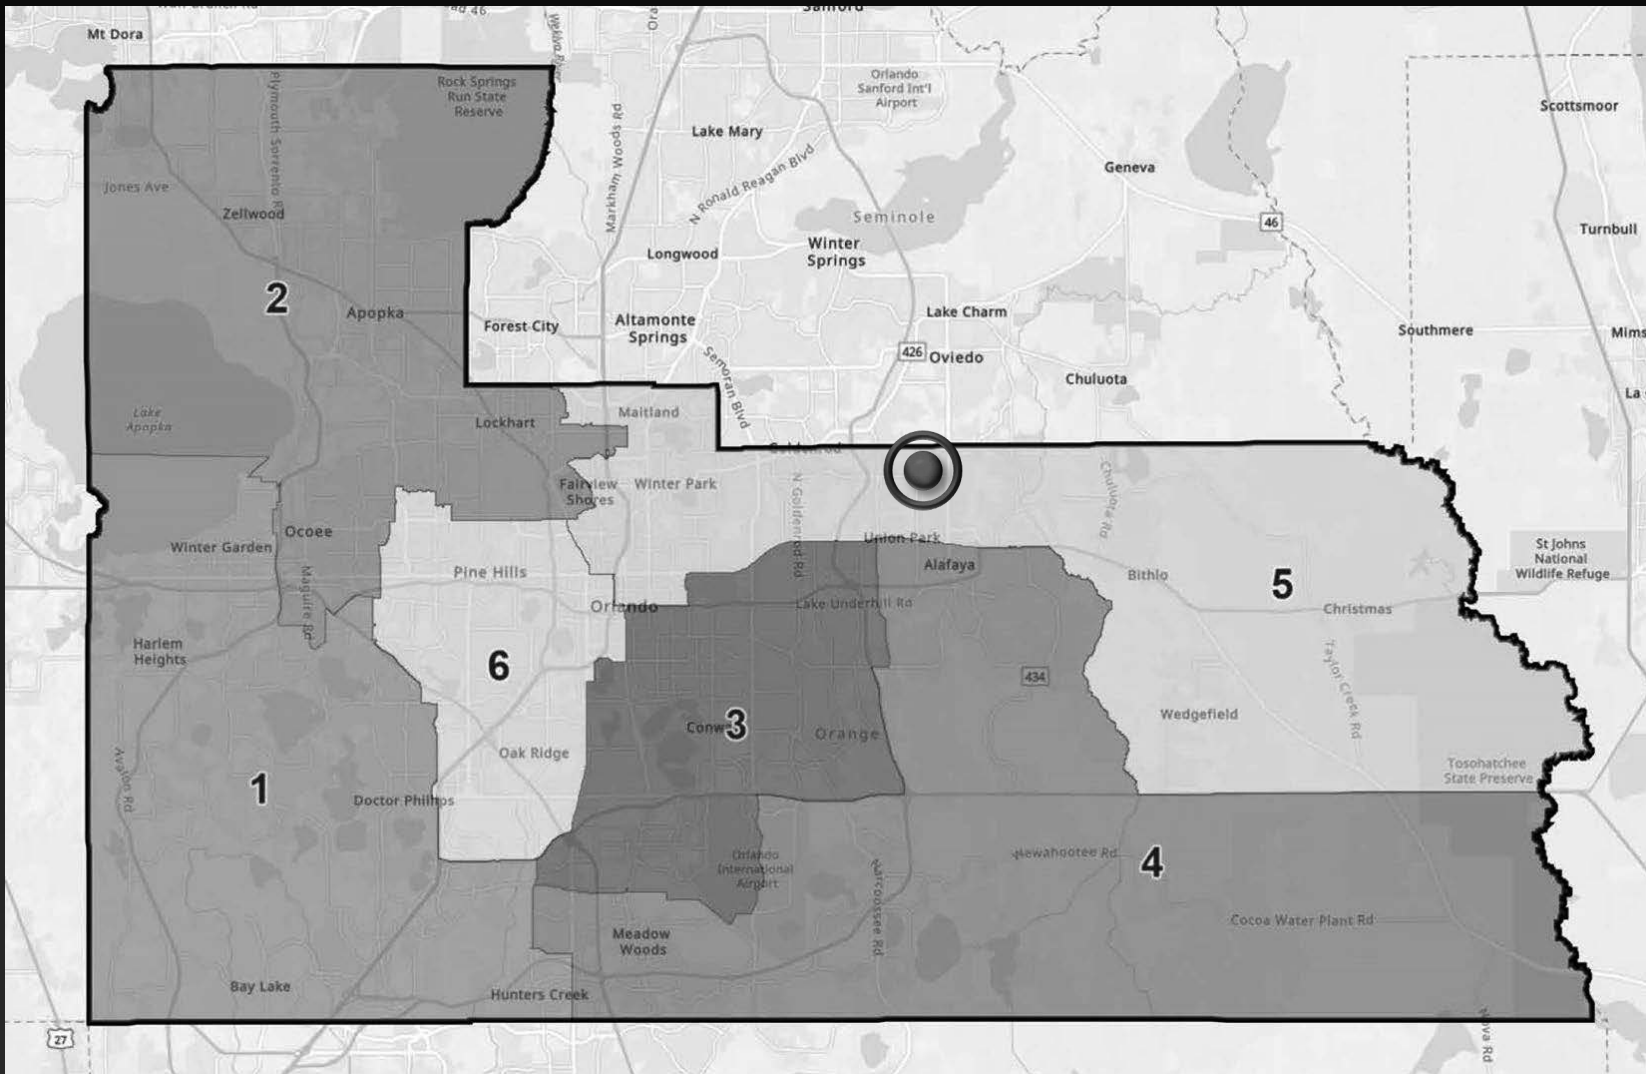 Sanford
Mt Dora
Rock Springs
Run State
Reserve
Orlando
Sanford Int'l
Airport
Scottsmoor
Plymouth Sorrento R
Markham Woods Rd
Lake Mary
N Ronald Reagan Blvd
Geneva
Jones Ave
Zellwood
Seminole
46
Turnbull
Longwood
Winter
Springs
2
Apopka
Forest City
Altamonte
Springs
Lake Charm
Southmere
Mims
426
Oviedo
Semoran Blvd
Chuluota
La
Lake
Apopka
Lockhart
Maitland
Goldenrod
Chuluota Rd
Fairview
Shores
Winter Park
N Goldenrod Rd
Ocoee
Winter Garden
Union Park
Alafaya
St Johns
National
Wildlife Refuge
Pine Hills
Bithlo
5
Maguire Rd
Orlando
Lake Underhill Rd
Christmas
Harlem
Heights
6
434
Taylor Creek Rd
Wedgefield
Conw
3
Orange
Oak Ridge
Avalon Rd
1
Doctor Phillips
Tosohatchee
State Preserve
Orlando
International
Airport
Narcossee Rd
Newahootee Rd
4
Cocoa Water Plant Rd
Meadow
Woods
Bay Lake
Hunters Creek
27
Nova Rd